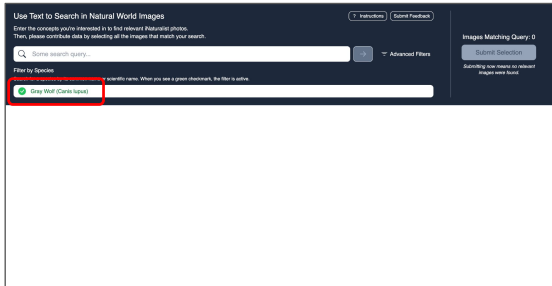 Use Text to Search in Natural World Images
? Instructions
Submit Feedback
Enter the concepts you're interested in to find relevant iNaturalist photos.
Then, please contribute data by selecting all the images that match your search.
Images Matching Query: 0
Some search query...
→
Advanced Filters
Submit Selection
Submitting now means no relevant
images were found.
Filter by Species
scientific name. When you see a green checkmark, the filter is active.
Gray Wolf (Canis lupus)